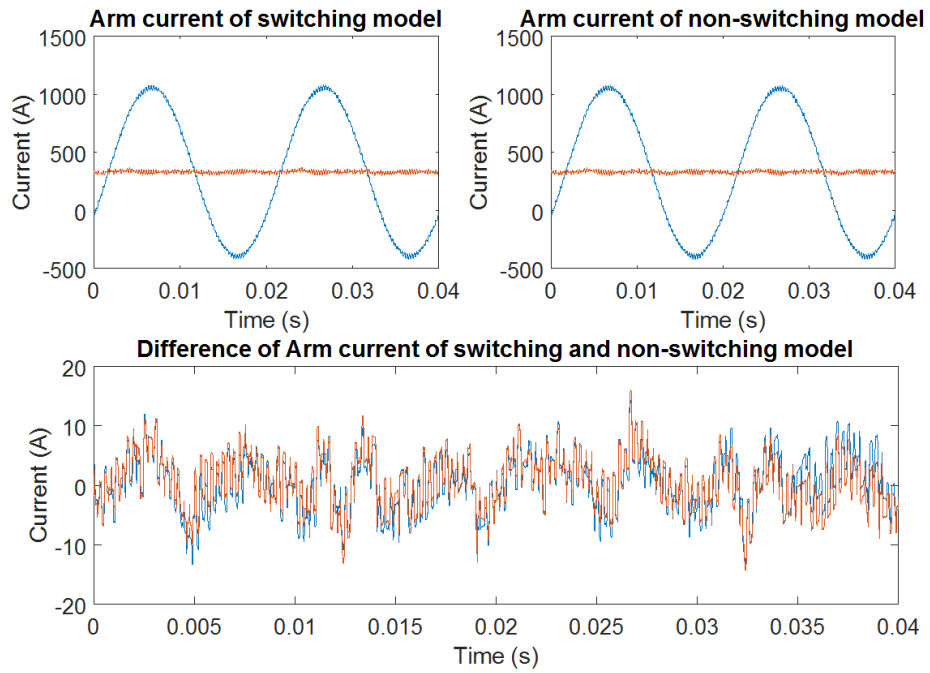 Arm current of switching model
1500
1000
500
0
-500
Current (A)
0 0.01 0.02 0.03 0.04
Time (s)
Arm current of non-switching model
1500
1000
500
0
-500
Current (A)
0 0.01 0.02 0.03 0.04
Time (s)
Difference of Arm current of switching and non-switching model
20
10
0
-10
-20
Current (A)
0 0.005 0.01 0.015 0.02 0.025 0.03 0.035 0.04
Time (s)